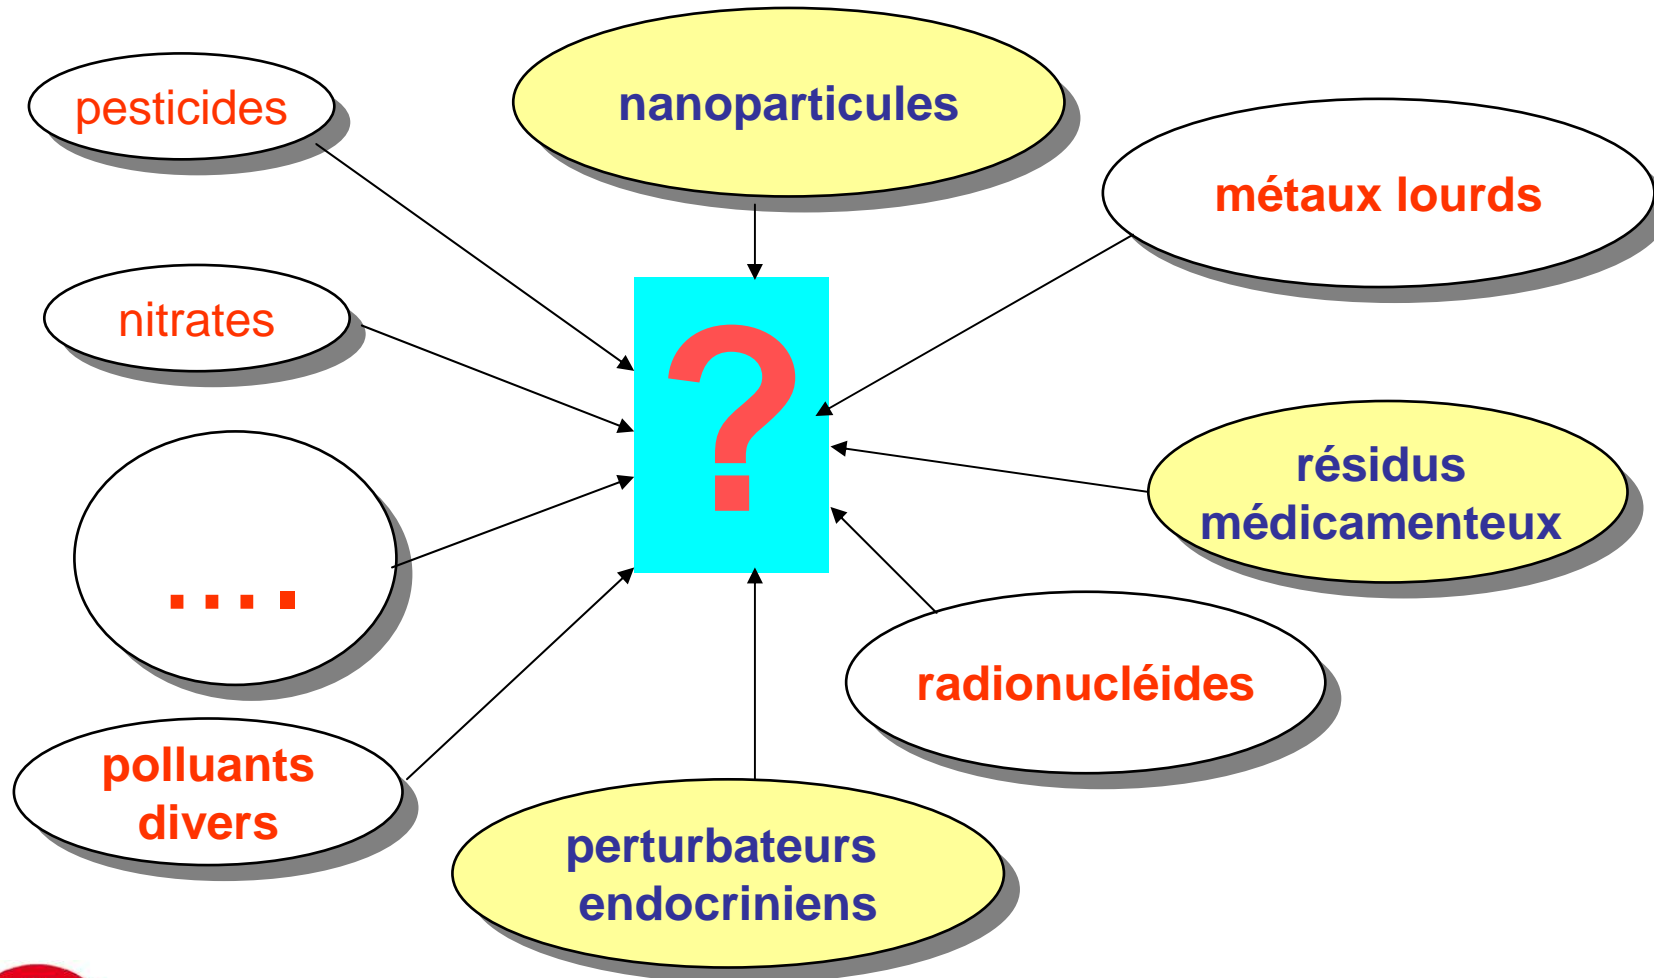 pesticides
nanoparticules
métaux lourds
nitrates
?
résidus
médicamenteux
....
radionucléides
polluants
divers
perturbateurs
endocriniens